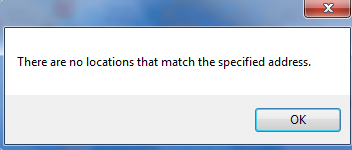 There are no locations that match the specified address.
OK